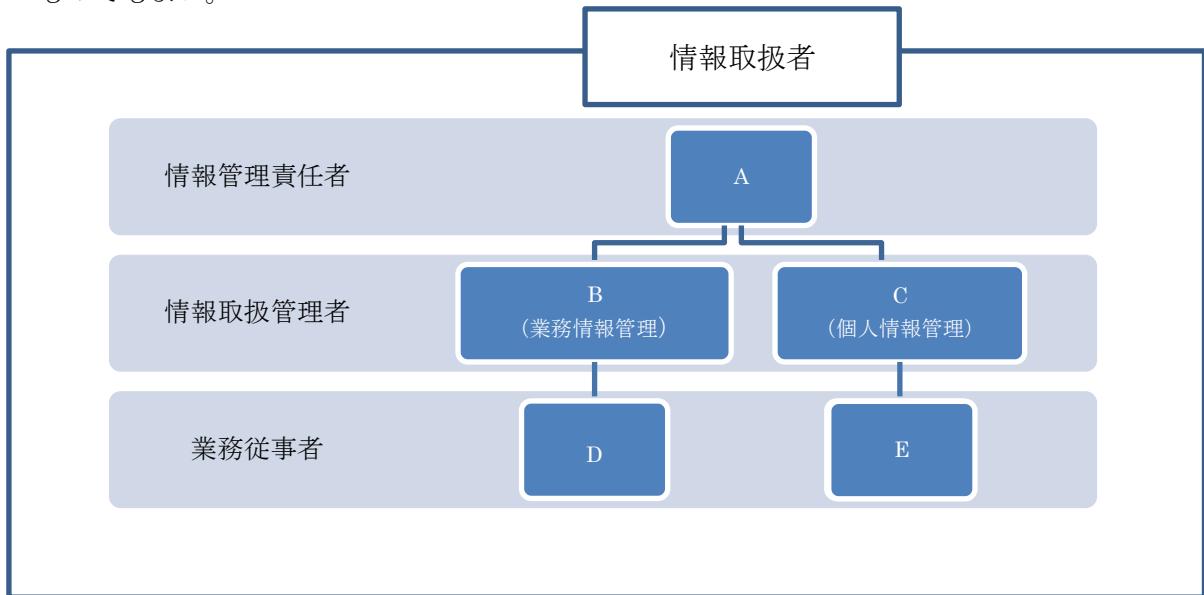 情報取扱者
情報管理責任者
A
情報取扱管理者
B
（業務情報管理）
C
（個人情報管理）
業務従事者
D
E